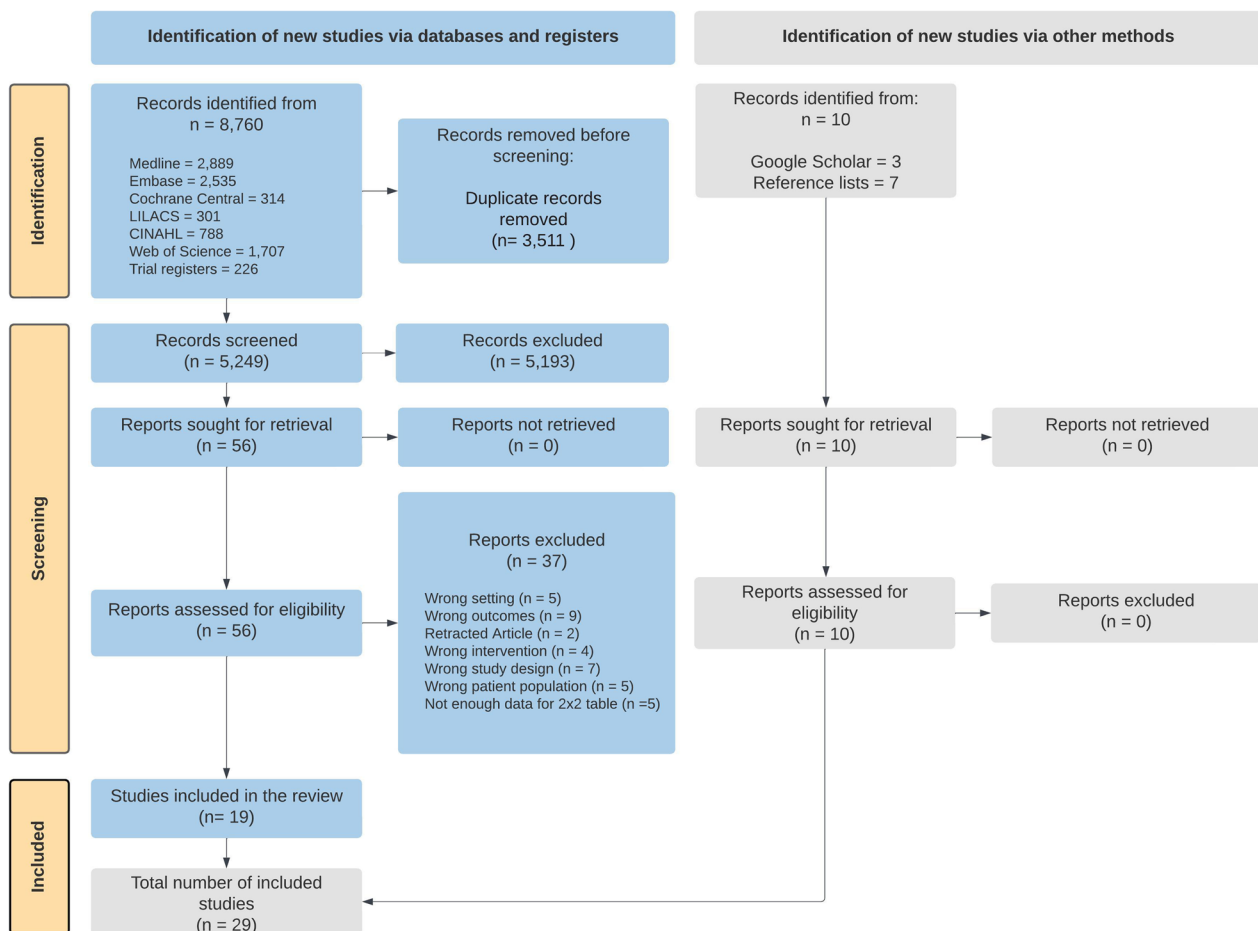 Identification of new studies via databases and registers
Identification of new studies via other methods
Identification
Records identified from
n = 8,760
Medline = 2,889
Embase = 2,535
Cochrane Central = 314
LILACS = 301
CINAHL = 788
Web of Science = 1,707
Trial registers = 226
Records removed before
screening:
Duplicate records
removed
(n= 3,511 )
Records identified from:
n = 10
Google Scholar = 3
Reference lists = 7
Screening
Records screened
(n = 5,249)
Records excluded
(n = 5,193)
Reports sought for retrieval
(n = 56)
Reports not retrieved
(n = 0)
Reports sought for retrieval
(n = 10)
Reports not retrieved
(n = 0)
Reports assessed for eligibility
(n = 56)
Reports excluded
(n = 37)
Wrong setting (n = 5)
Wrong outcomes (n = 9)
Retracted Article (n = 2)
Wrong intervention (n = 4)
Wrong study design (n = 7)
Wrong patient population (n = 5)
Not enough data for 2x2 table (n =5)
Reports assessed for
eligibility
(n = 10)
Reports excluded
(n = 0)
Included
Studies included in the review
(n= 19)
Total number of included
studies
(n = 29)